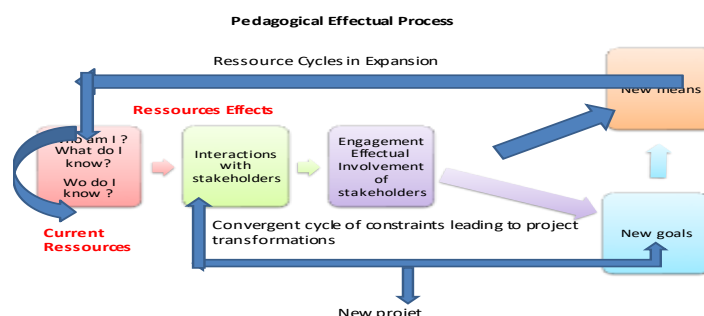 Pedagogical Effectual Process
Ressource Cycles in Expansion
New means
Ressources Effects
Who am I ?
What do I
know?
Wo do I
know ?
Interactions
with
stakeholders
Engagement
Effectual
Involvement
of
stakeholders
Current
Ressources
Convergent cycle of constraints leading to project
transformations
New goals
New projet